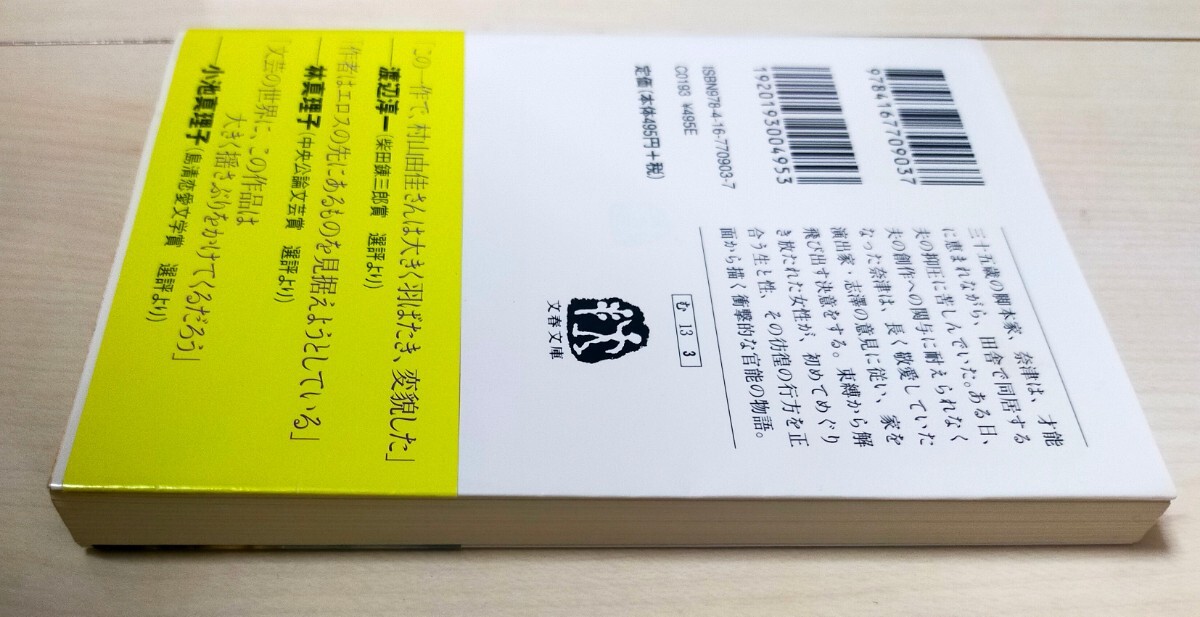 9784167709037
1920193004953
ISBN978-4-16-770903-7
C0193 ¥495E
定価「本体495円+税」
三十五歳の脚本家、奈津は、才能
に恵まれながら、田舎で同居する
夫の抑圧に苦しんでいた。ある日、
夫の創作への関与に耐えられなく
なった奈津は、長く敬愛していた
演出家・志澤の意見に従い、家を
飛び出す決意をする。束縛から解
き放たれた女性が、初めてめぐり
合う生と性、その彷徨の行方を正
面から描く衝撃的な官能の物語。
む 13 3
文春文庫
「この一作で、村山由佳さんは大きく羽ばたき、変貌した」
——渡辺淳一(柴田錬三郎賞 選評より)
「作者はエロスの先にあるものを見据えようとしている」
——林真理子(中央公論文芸賞 選評より)
「文芸の世界に、この作品は
大きく揺さぶりをかけてくるだろう」
——小池真理子(島清恋愛文学賞 選評より)